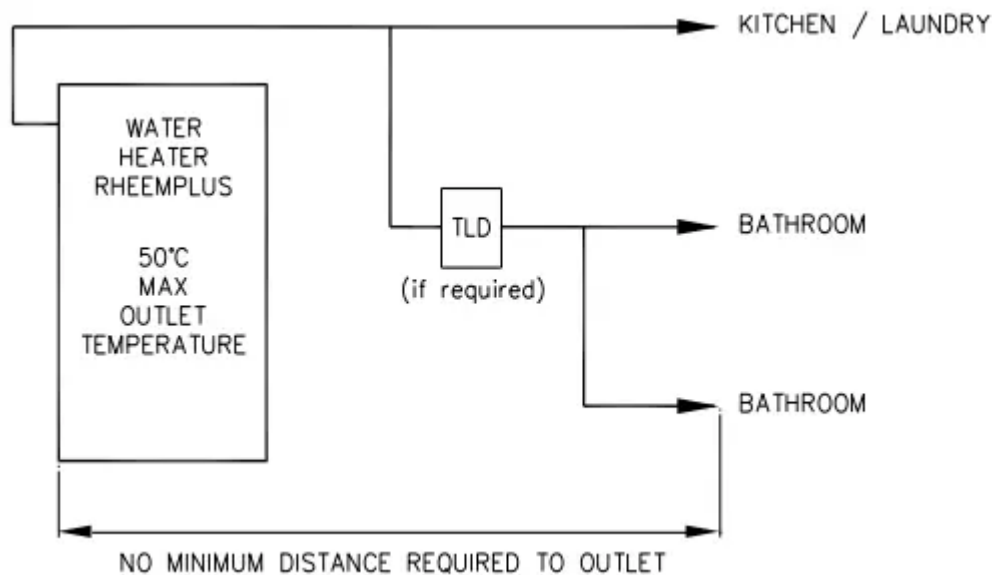 KITCHEN / LAUNDRY
WATER
HEATER
RHEEMPLUS
50°C
MAX
OUTLET
TEMPERATURE
TLD
(if required)
BATHROOM
BATHROOM
NO MINIMUM DISTANCE REQUIRED TO OUTLET